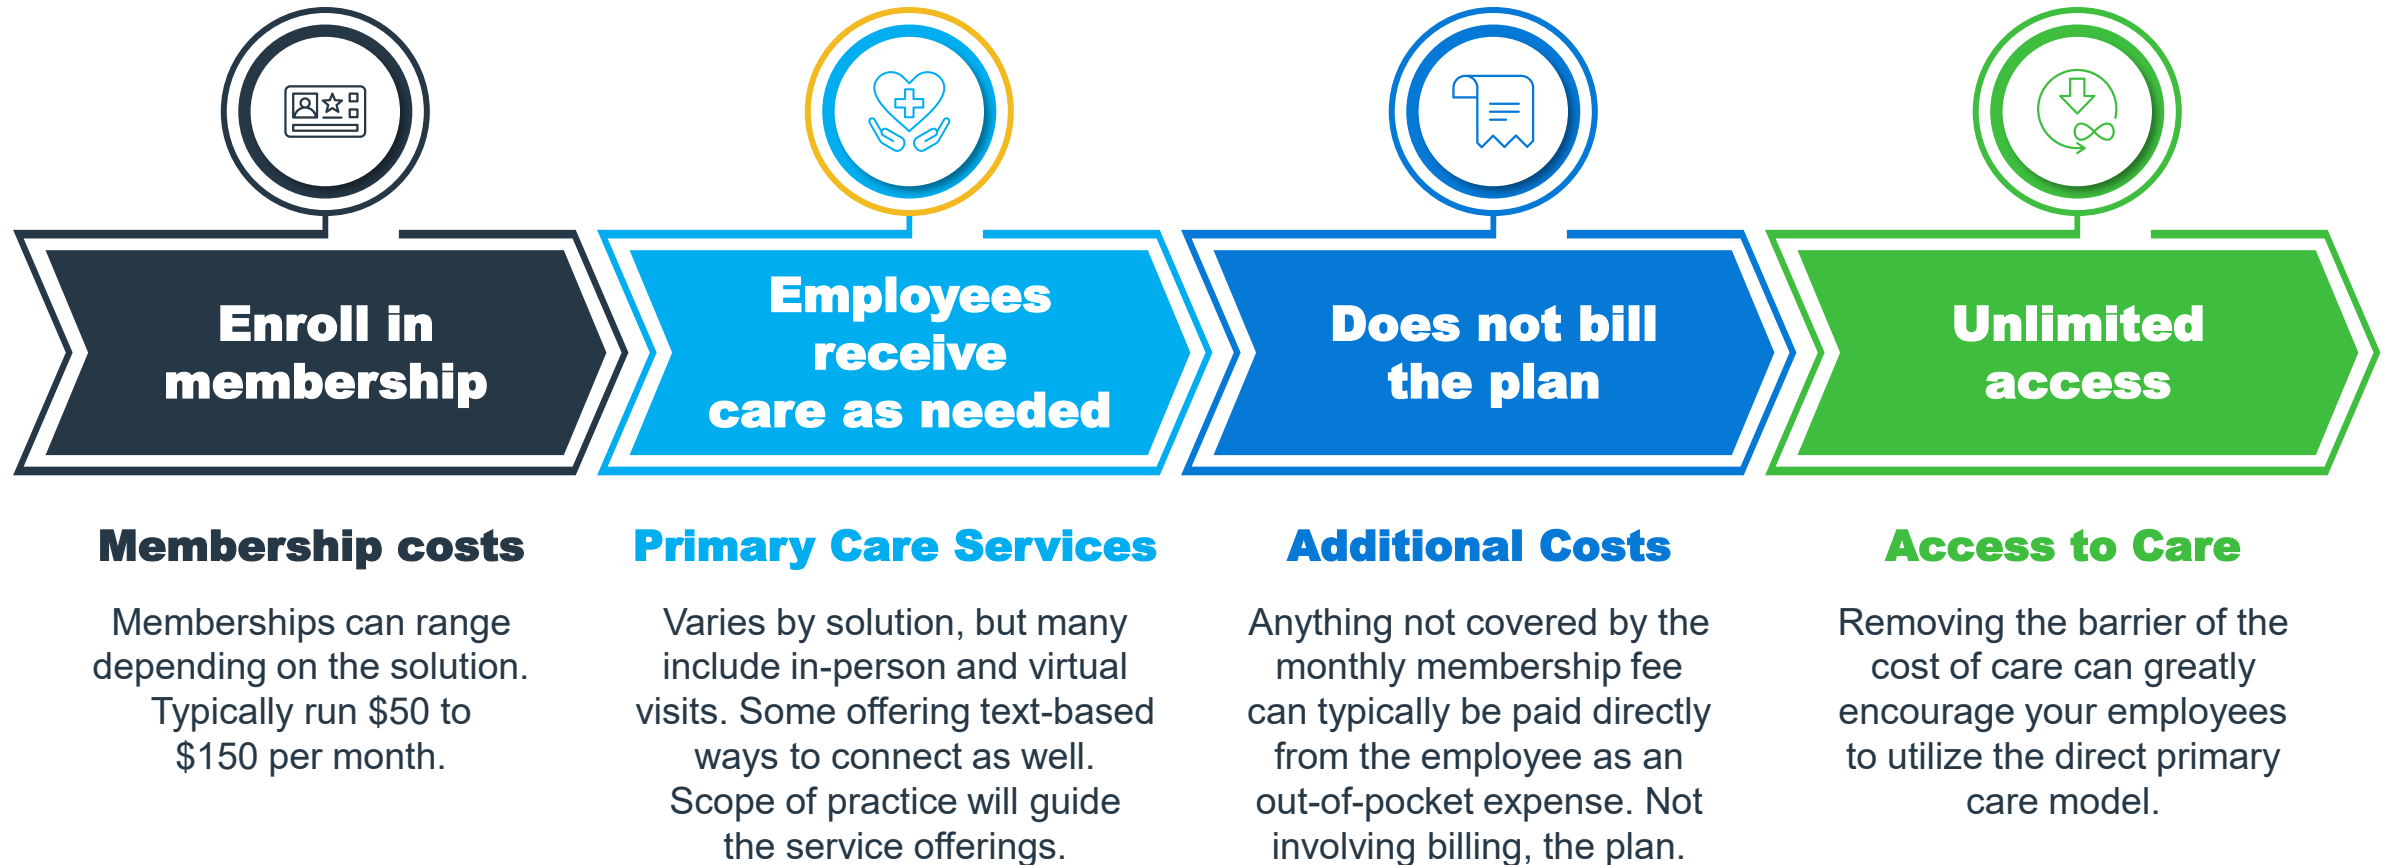 Enroll in
membership
Employees
receive
care as needed
Does not bill
the plan
Unlimited
access
Membership costs
Memberships can range
depending on the solution.
Typically run $50 to
$150 per month.
Primary Care Services
Varies by solution, but many
include in-person and virtual
visits. Some offering text-based
ways to connect as well.
Scope of practice will guide
the service offerings.
Additional Costs
Anything not covered by the
monthly membership fee
can typically be paid directly
from the employee as an
out-of-pocket expense. Not
involving billing, the plan.
Access to Care
Removing the barrier of the
cost of care can greatly
encourage your employees
to utilize the direct primary
care model.